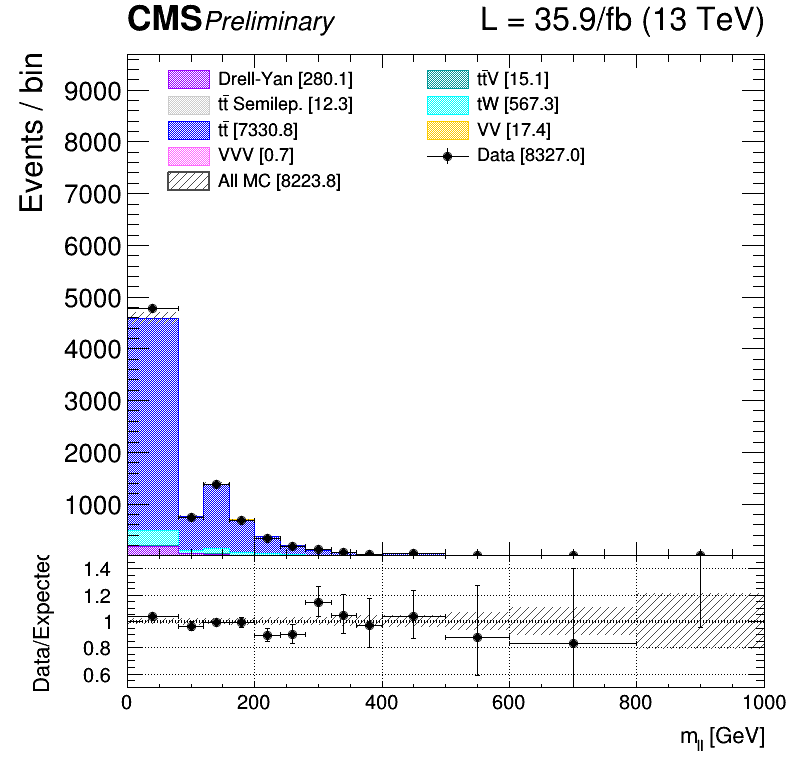 CMS Preliminary L = 35.9/fb (13 TeV)
Events / bin
Drell-Yan [280.1]
tt̄ Semilep. [12.3]
tt̄ [7330.8]
VVV [0.7]
All MC [8223.8]
tt̄V [15.1]
tW [567.3]
VV [17.4]
Data [8327.0]
9000
8000
7000
6000
5000
4000
3000
2000
1000
Data/Expected
1.4
1.2
1
0.8
0.6
0 200 400 600 800 1000
m_ll [GeV]